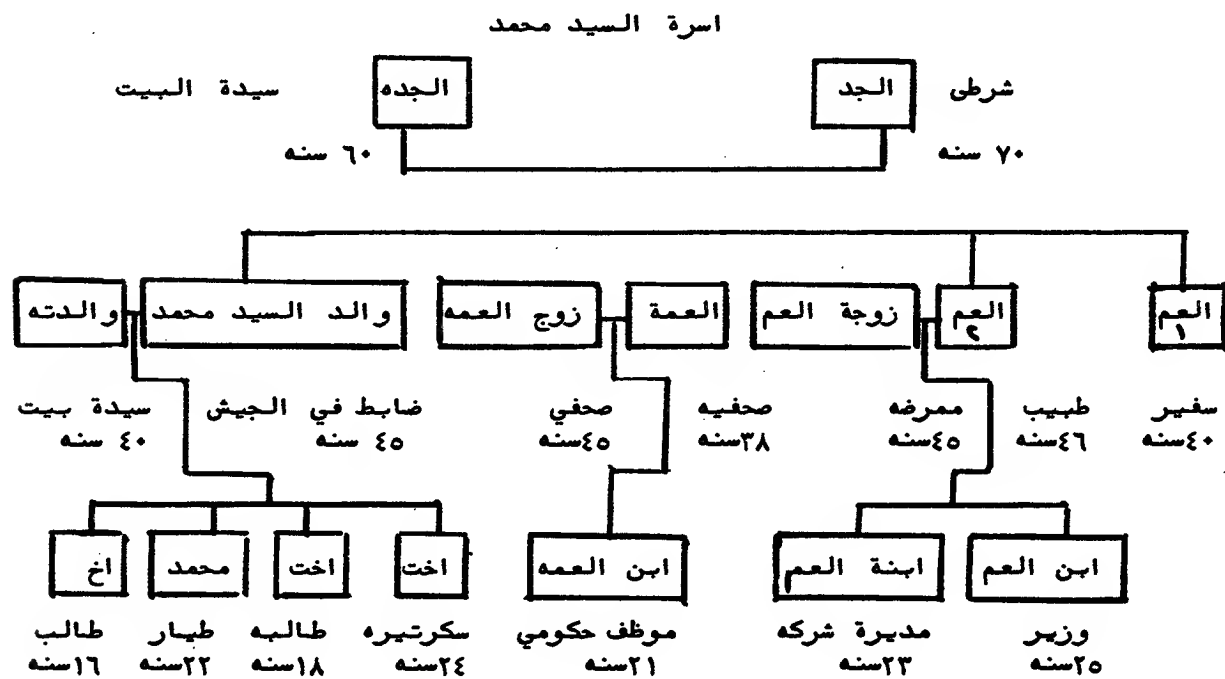 اسرة السيد محمد
شرطى الجد الجده سيدة البيت
٧٠ سنه ٦٠ سنه
العم ١ العم ٢ زوجة العم العمة زوج العمه والد السيد محمد والدته
سفير طبيب ممرضه صحفيه صحفي ضابط في الجيش سيدة بيت
٤٠سنه ٤٦سنه ٤٥سنه ٣٨سنه ٤٥سنه ٤٥ سنه ٤٠ سنه
ابن العم ابنة العم ابن العمه اخت اخت محمد اخ
وزير مديرة شركه موظف حكومي سكرتيره طالبه طيار طالب
٢٥سنه ٢٣سنه ٢١سنه ٢٤سنه ١٨سنه ٢٢سنه ١٦سنه